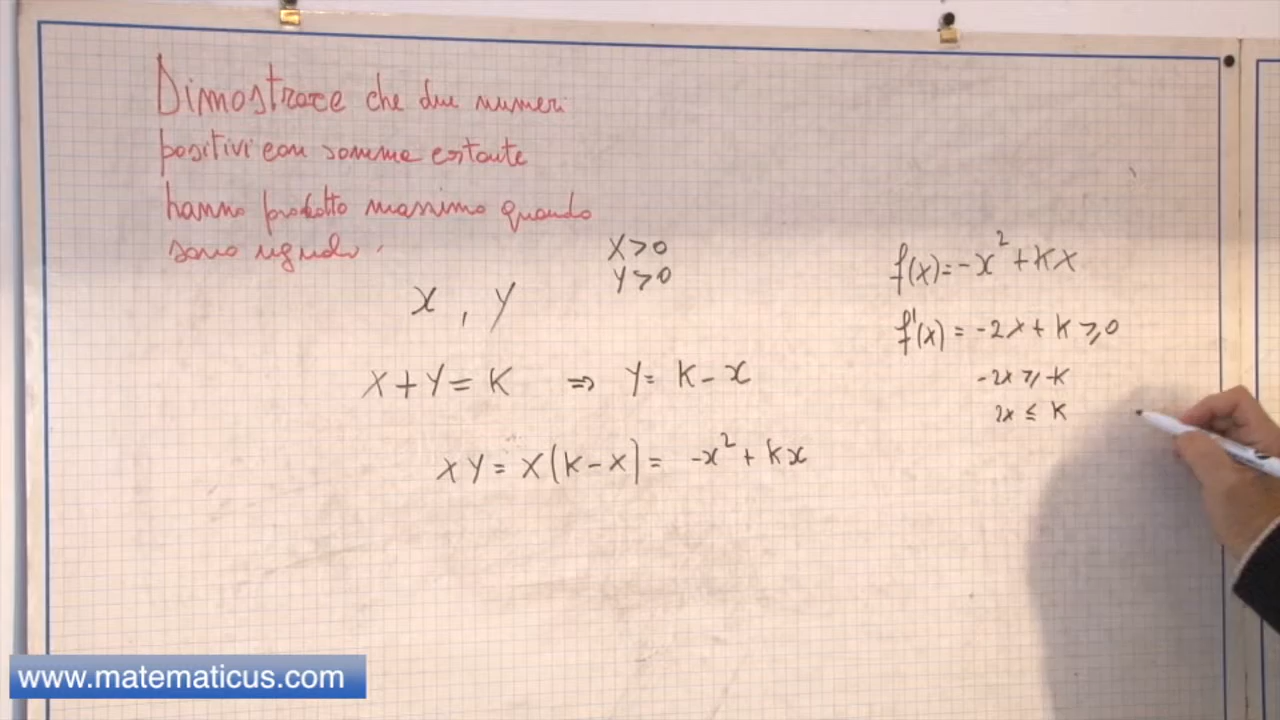 Dimostrare che due numeri
positivi con somma costante
hanno prodotto massimo quando
sono uguali.
X>0
Y>0
x, y
X+Y=K ⇒ Y=K-x
XY=X(K-X)= -x²+Kx
f(x)=-x²+KX
f'(x)=-2X+K⩾0
-2x⩾-K
2x≤K
www.matematicus.com